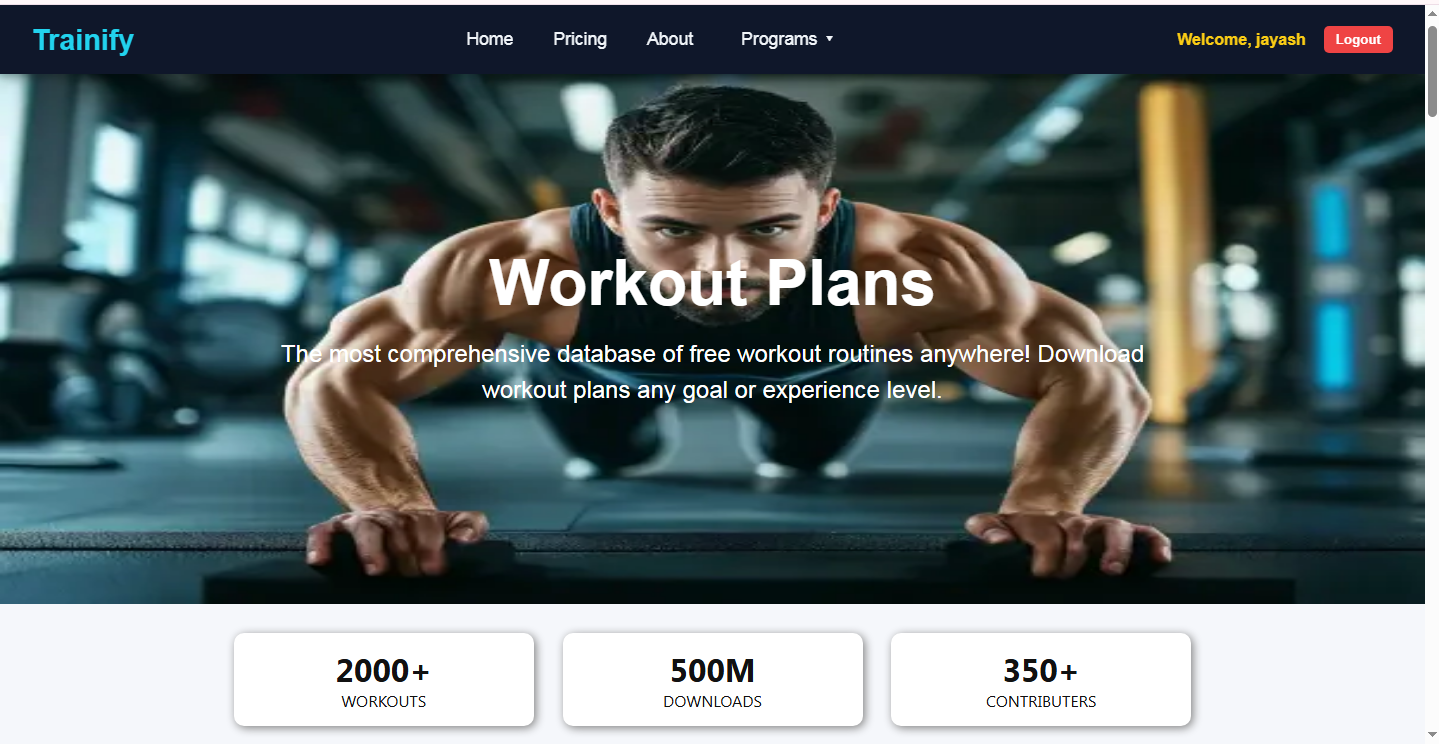 Trainify
Home
Pricing
About
Programs ▼
Welcome, jayash
Logout
Workout Plans
The most comprehensive database of free workout routines anywhere! Download
workout plans any goal or experience level.
2000+
WORKOUTS
500M
DOWNLOADS
350+
CONTRIBUTERS